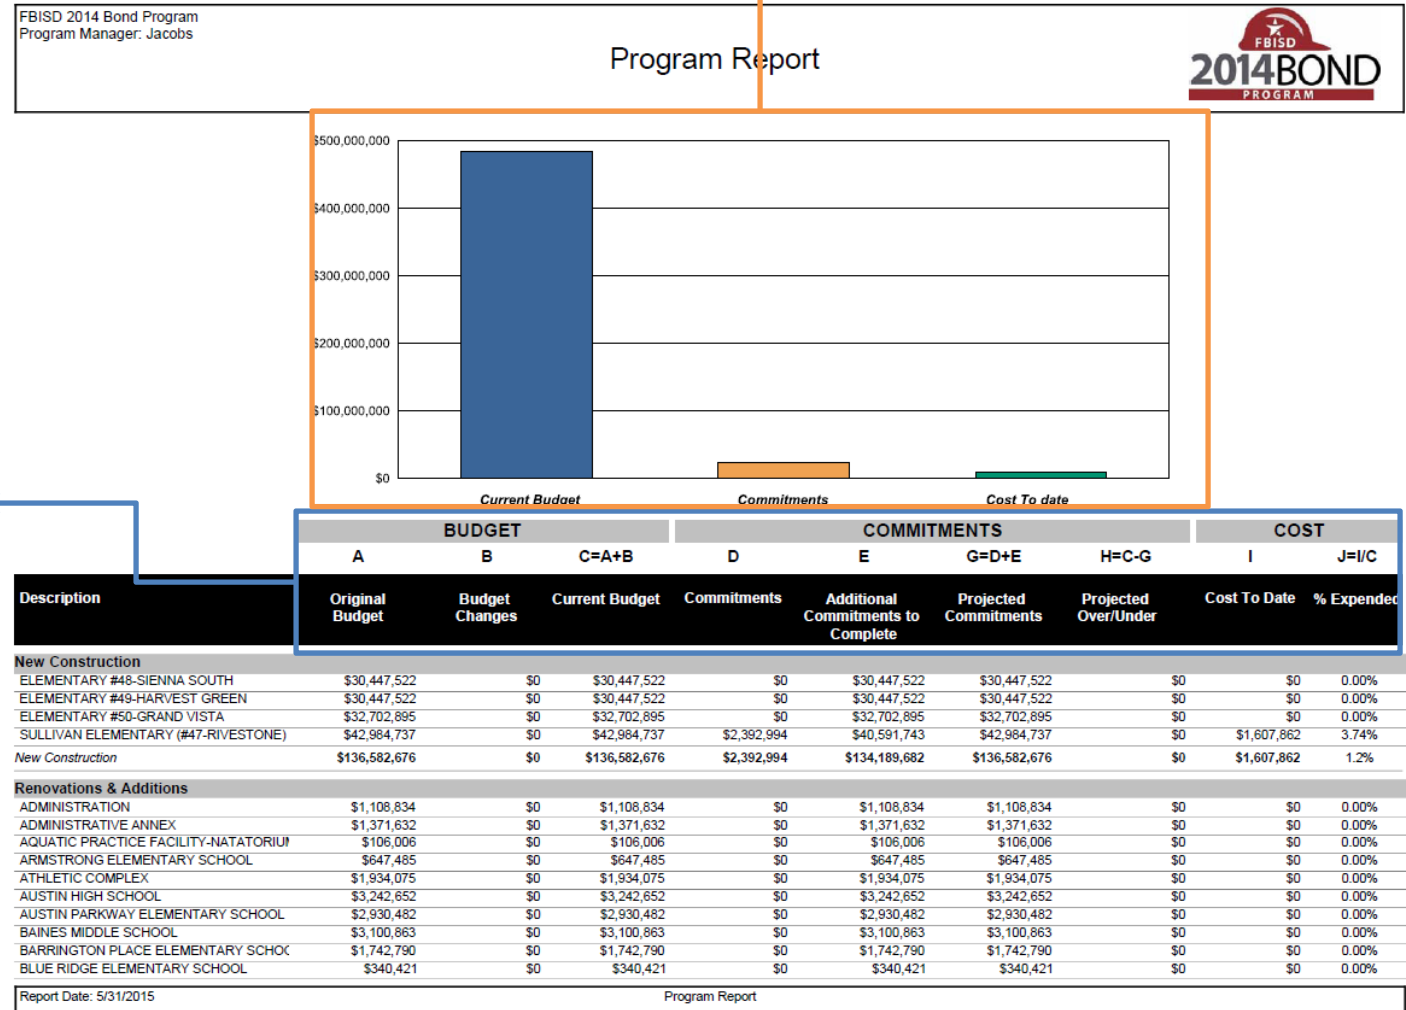 FBISD 2014 Bond Program
Program Manager: Jacobs
Program Report
FBISD
2014BOND
PROGRAM
$500,000,000
$400,000,000
$300,000,000
$200,000,000
$100,000,000
$0
Current Budget Commitments Cost To date
BUDGET COMMITMENTS COST
A B C=A+B D E G=D+E H=C-G I J=I/C
Description Original Budget Budget Changes Current Budget Commitments Additional Commitments to Complete Projected Commitments Projected Over/Under Cost To Date % Expended
New Construction
ELEMENTARY #48-SIENNA SOUTH $30,447,522 $0 $30,447,522 $0 $30,447,522 $30,447,522 $0 $0 0.00%
ELEMENTARY #49-HARVEST GREEN $30,447,522 $0 $30,447,522 $0 $30,447,522 $30,447,522 $0 $0 0.00%
ELEMENTARY #50-GRAND VISTA $32,702,895 $0 $32,702,895 $0 $32,702,895 $32,702,895 $0 $0 0.00%
SULLIVAN ELEMENTARY (#47-RIVESTONE) $42,984,737 $0 $42,984,737 $2,392,994 $40,591,743 $42,984,737 $0 $1,607,862 3.74%
New Construction $136,582,676 $0 $136,582,676 $2,392,994 $134,189,682 $136,582,676 $0 $1,607,862 1.2%
Renovations & Additions
ADMINISTRATION $1,108,834 $0 $1,108,834 $0 $1,108,834 $1,108,834 $0 $0 0.00%
ADMINISTRATIVE ANNEX $1,371,632 $0 $1,371,632 $0 $1,371,632 $1,371,632 $0 $0 0.00%
AQUATIC PRACTICE FACILITY-NATATORIUM $106,006 $0 $106,006 $0 $106,006 $106,006 $0 $0 0.00%
ARMSTRONG ELEMENTARY SCHOOL $647,485 $0 $647,485 $0 $647,485 $647,485 $0 $0 0.00%
ATHLETIC COMPLEX $1,934,075 $0 $1,934,075 $0 $1,934,075 $1,934,075 $0 $0 0.00%
AUSTIN HIGH SCHOOL $3,242,652 $0 $3,242,652 $0 $3,242,652 $3,242,652 $0 $0 0.00%
AUSTIN PARKWAY ELEMENTARY SCHOOL $2,930,482 $0 $2,930,482 $0 $2,930,482 $2,930,482 $0 $0 0.00%
BAINES MIDDLE SCHOOL $3,100,863 $0 $3,100,863 $0 $3,100,863 $3,100,863 $0 $0 0.00%
BARRINGTON PLACE ELEMENTARY SCHOO $1,742,790 $0 $1,742,790 $0 $1,742,790 $1,742,790 $0 $0 0.00%
BLUE RIDGE ELEMENTARY SCHOOL $340,421 $0 $340,421 $0 $340,421 $340,421 $0 $0 0.00%
Report Date: 5/31/2015 Program Report